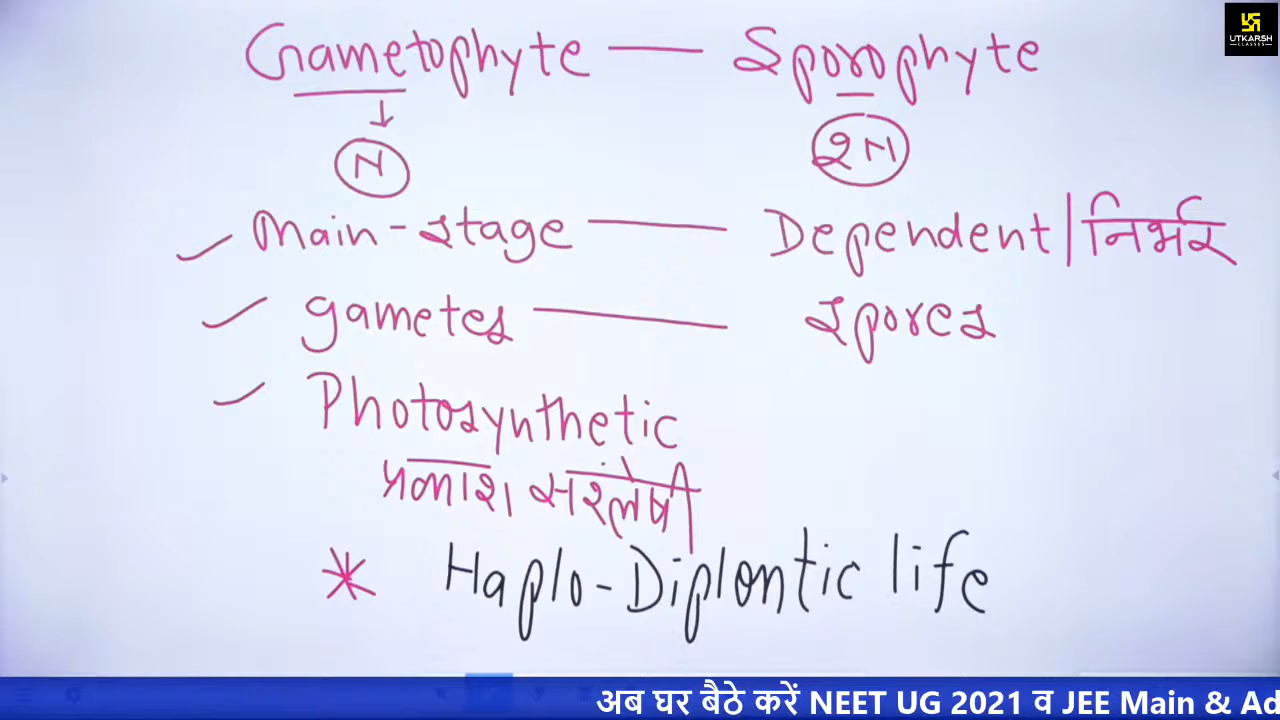 UTKARSH
CLASSES
Gametophyte — Sporophyte
N 2N
Main-stage — Dependent/निर्भर
gametes — spores
Photosynthetic
प्रकाश संश्लेषी
* Haplo-Diplontic life
अब घर बैठे करें NEET UG 2021 व JEE Main & Ad